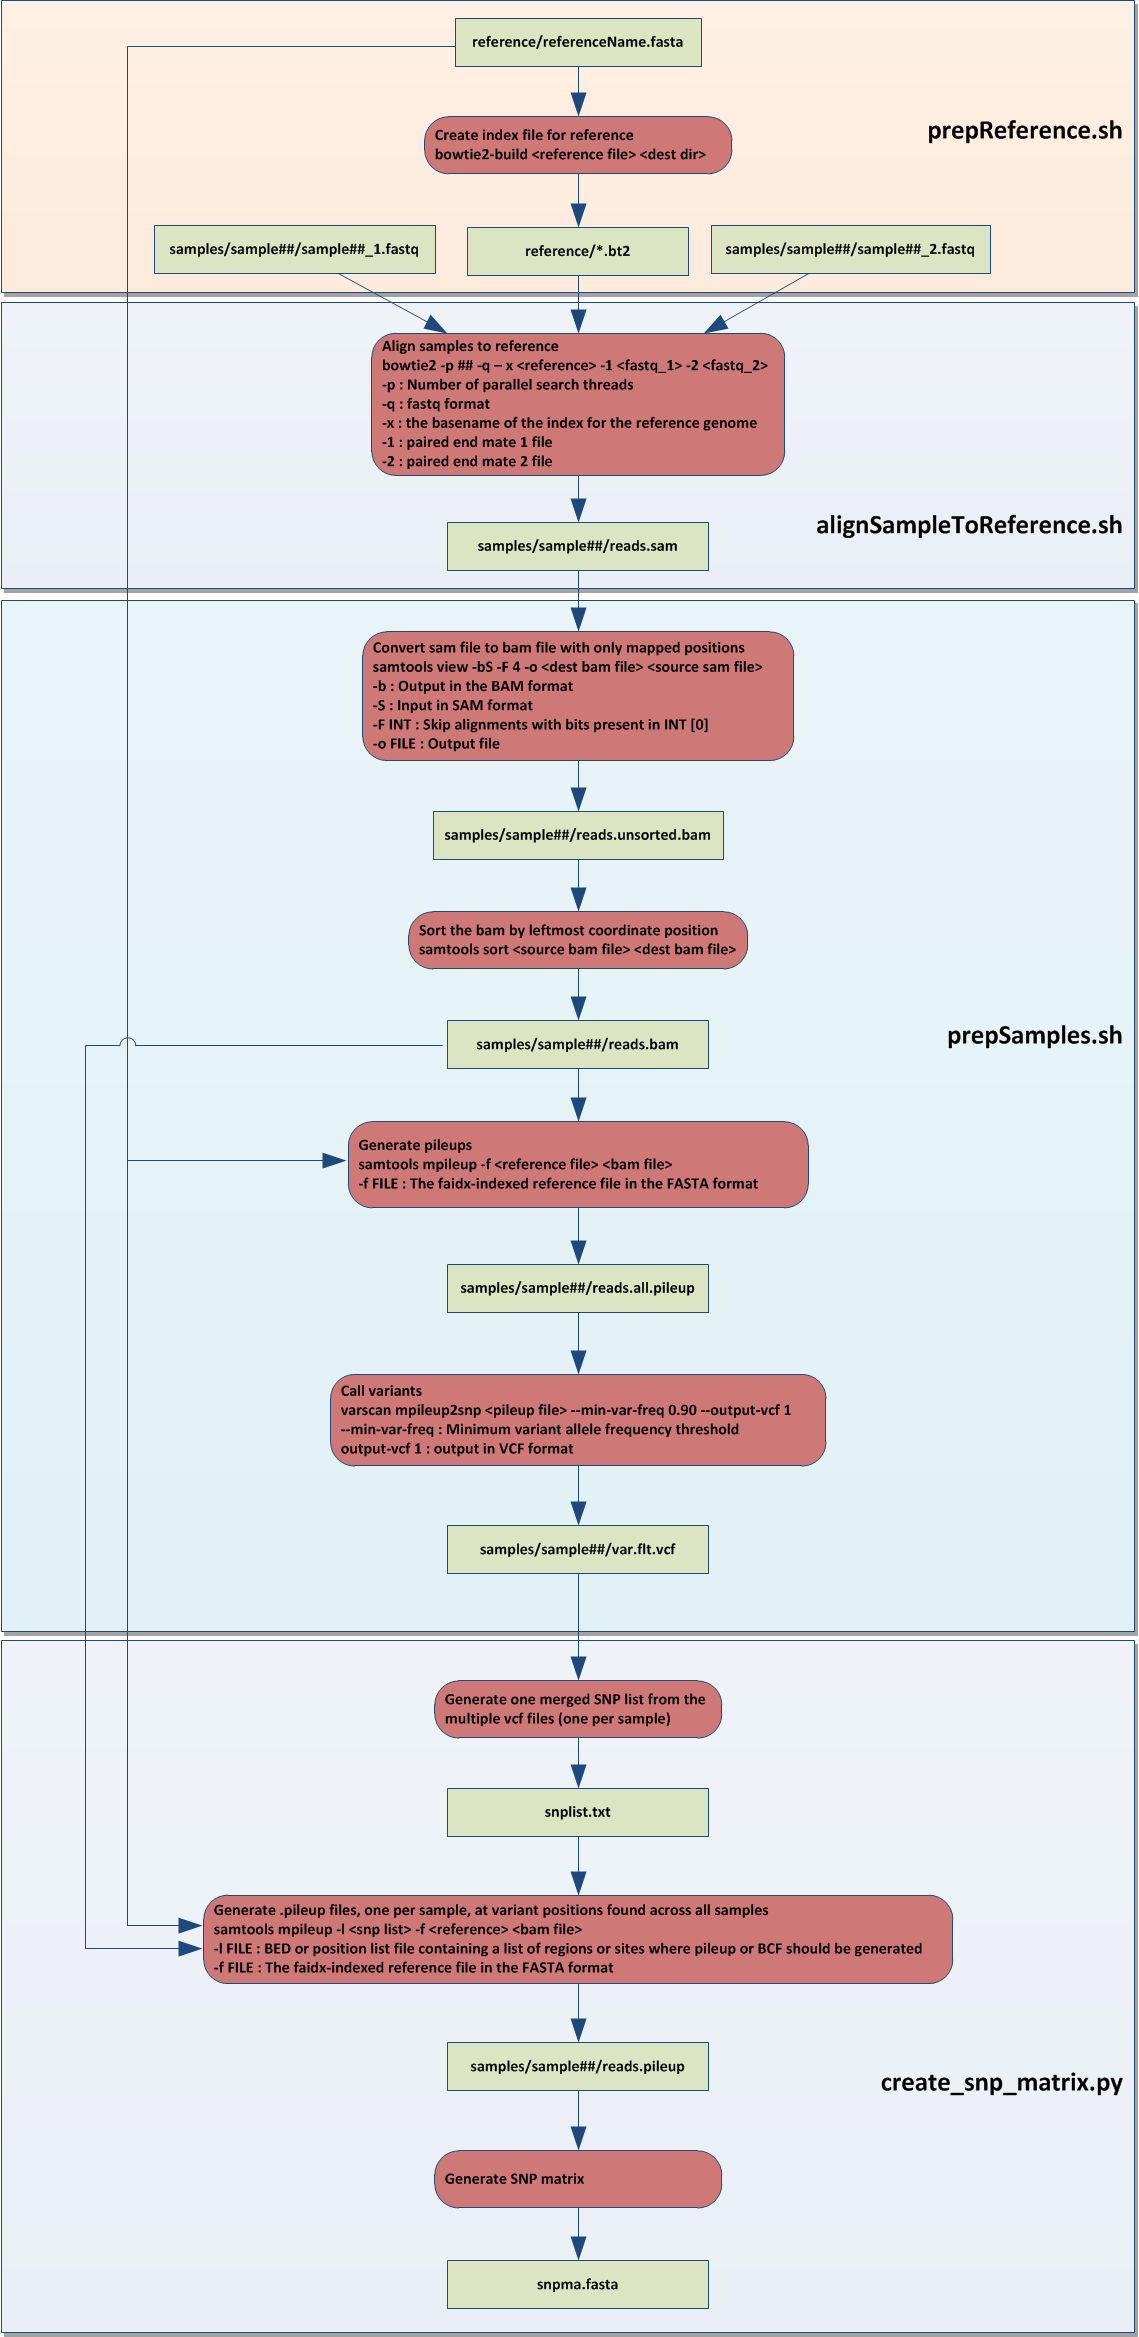 reference/referenceName.fasta
prepReference.sh
Create index file for reference
bowtie2-build <reference file> <dest dir>
samples/sample##/sample##_1.fastq
reference/*.bt2
samples/sample##/sample##_2.fastq
Align samples to reference
bowtie2 -p ## -q – x <reference> -1 <fastq_1> -2 <fastq_2>
-p : Number of parallel search threads
-q : fastq format
-x : the basename of the index for the reference genome
-1 : paired end mate 1 file
-2 : paired end mate 2 file
alignSampleToReference.sh
samples/sample##/reads.sam
Convert sam file to bam file with only mapped positions
samtools view -bS -F 4 -o <dest bam file> <source sam file>
-b : Output in the BAM format
-S : Input in SAM format
-F INT : Skip alignments with bits present in INT [0]
-o FILE : Output file
samples/sample##/reads.unsorted.bam
Sort the bam by leftmost coordinate position
samtools sort <source bam file> <dest bam file>
prepSamples.sh
samples/sample##/reads.bam
Generate pileups
samtools mpileup -f <reference file> <bam file>
-f FILE : The faidx-indexed reference file in the FASTA format
samples/sample##/reads.all.pileup
Call variants
varscan mpileup2snp <pileup file> --min-var-freq 0.90 --output-vcf 1
--min-var-freq : Minimum variant allele frequency threshold
output-vcf 1 : output in VCF format
samples/sample##/var.flt.vcf
Generate one merged SNP list from the
multiple vcf files (one per sample)
snplist.txt
Generate .pileup files, one per sample, at variant positions found across all samples
samtools mpileup -l <snp list> -f <reference> <bam file>
-l FILE : BED or position list file containing a list of regions or sites where pileup or BCF should be generated
-f FILE : The faidx-indexed reference file in the FASTA format
samples/sample##/reads.pileup
create_snp_matrix.py
Generate SNP matrix
snpma.fasta